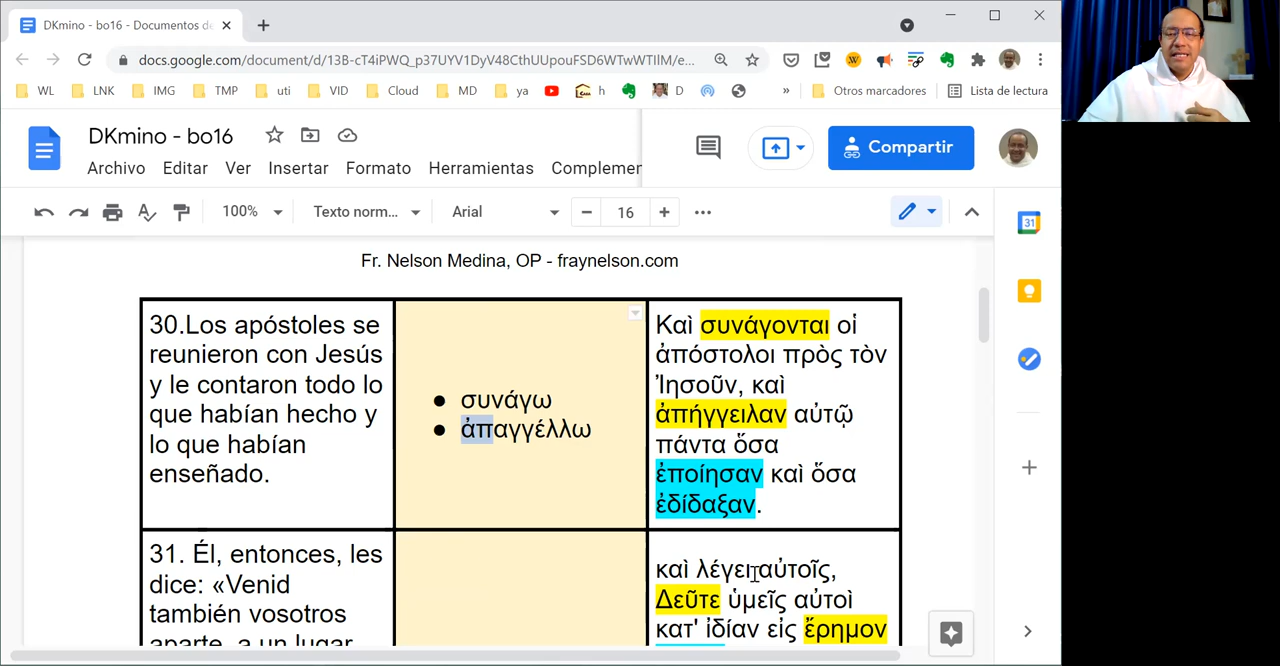 DKmino - bo16 - Documentos de
docs.google.com/document/d/13B-cT4iPWQ_p37UYV1DyV48CthUUpouFSD6WTwWTIlM/e...
WL LNK IMG TMP uti VID Cloud MD ya h D » Otros marcadores Lista de lectura
DKmino - bo16
Compartir
Archivo Editar Ver Insertar Formato Herramientas Complemen
100% Texto norm... Arial 16
31
Fr. Nelson Medina, OP - fraynelson.com
30.Los apóstoles se
reunieron con Jesús
y le contaron todo lo
que habían hecho y
lo que habían
enseñado.
συνάγω
ἀπαγγέλλω
Καὶ συνάγονται οἱ
ἀπόστολοι πρὸς τὸν
Ἰησοῦν, καὶ
ἀπήγγειλαν αὐτῷ
πάντα ὅσα
ἐποίησαν καὶ ὅσα
ἐδίδαξαν.
31. Él, entonces, les
dice: «Venid
también vosotros
aparte, a un lugar
καὶ λέγει αὐτοῖς,
Δεῦτε ὑμεῖς αὐτοὶ
κατ' ἰδίαν εἰς ἔρημον